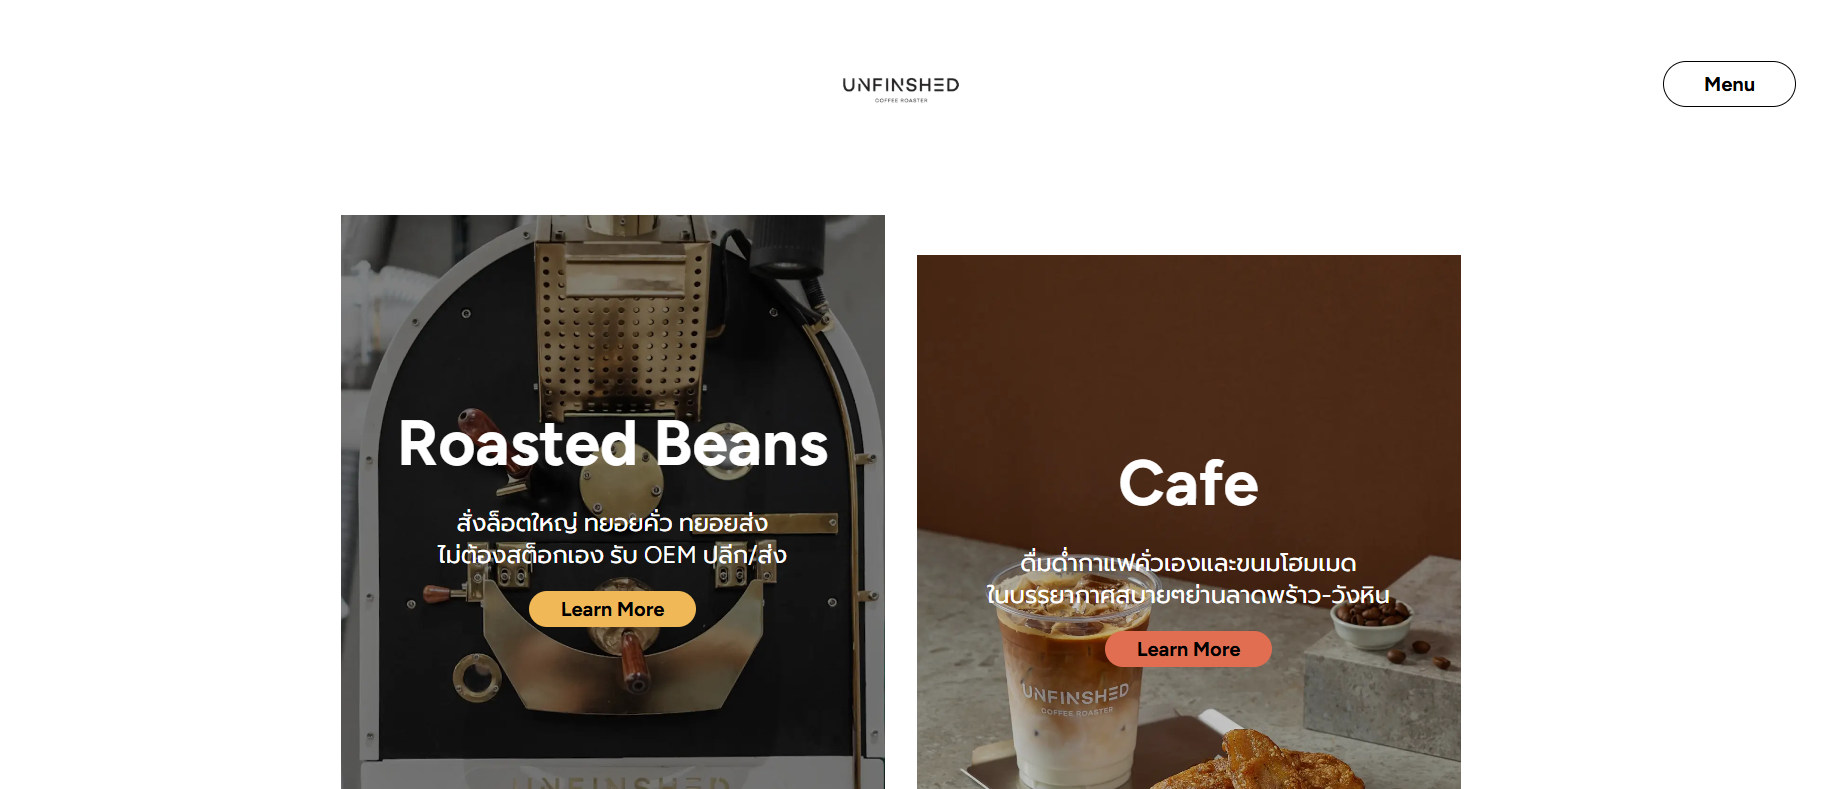 UNFINSHED
COFFEE ROASTER
Menu
Roasted Beans
สั่งล็อตใหญ่ ทยอยคั่ว ทยอยส่ง
ไม่ต้องสต็อกเอง รับ OEM ปลีก/ส่ง
Learn More
UNFINSHED
Cafe
ดื่มด่ำกาแฟคั่วเองและขนมโฮมเมด
ในบรรยากาศสบายๆย่านลาดพร้าว-วังหิน
Learn More
UNFINSHED
COFFEE ROASTER